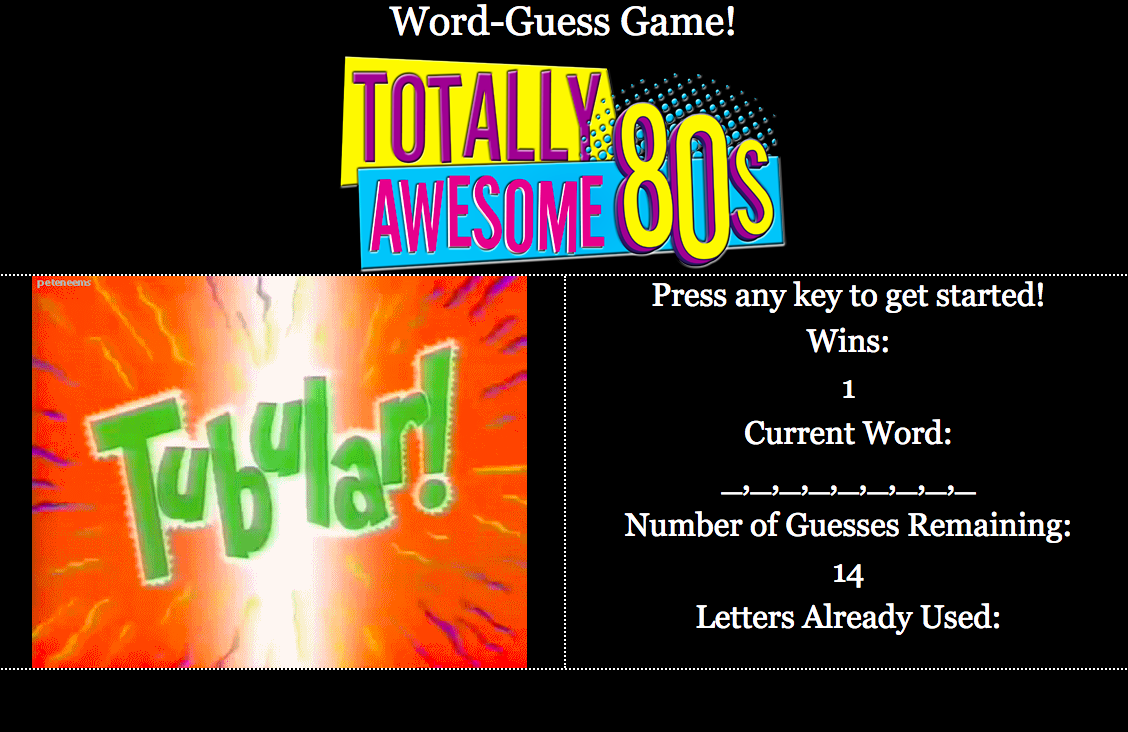 Word-Guess Game!
TOTALLY
AWESOME 80s
peteneems
Tubular!
Press any key to get started!
Wins:
1
Current Word:
_,_,_,_,_,_,_,_,_
Number of Guesses Remaining:
14
Letters Already Used: